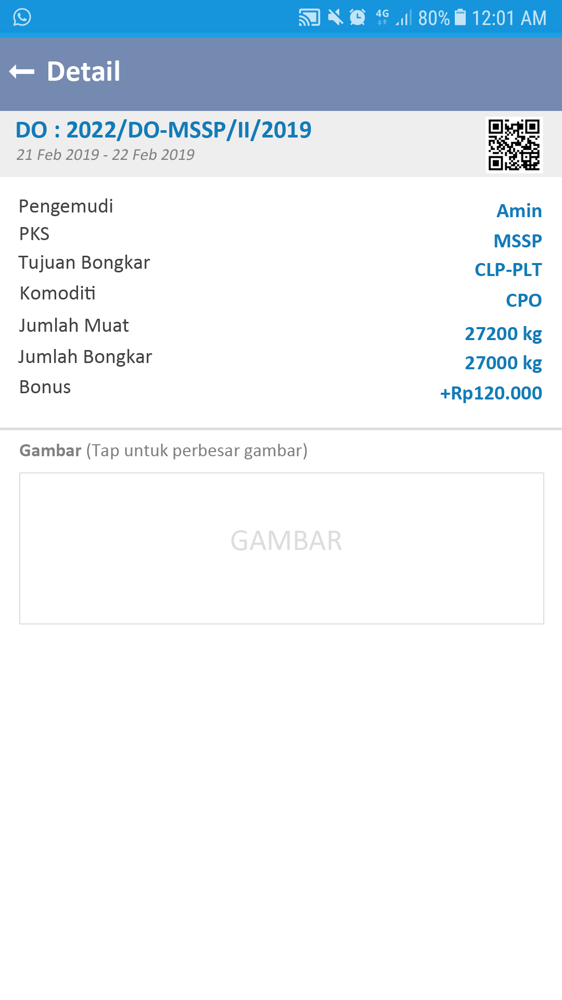 4G 80% 12:01 AM
Detail
DO : 2022/DO-MSSP/II/2019
21 Feb 2019 - 22 Feb 2019
Pengemudi Amin
PKS MSSP
Tujuan Bongkar CLP-PLT
Komoditi CPO
Jumlah Muat 27200 kg
Jumlah Bongkar 27000 kg
Bonus +Rp120.000
Gambar (Tap untuk perbesar gambar)
GAMBAR